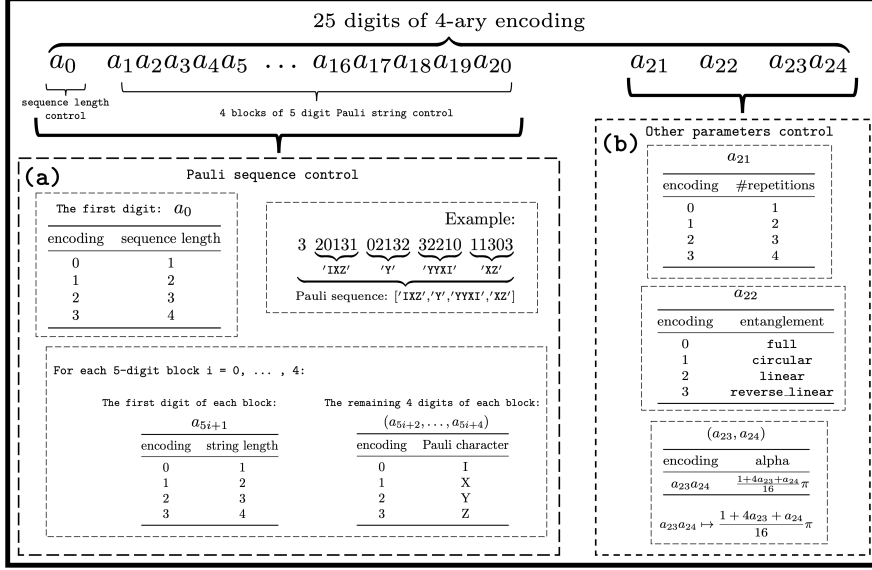 25 digits of 4-ary encoding
a0 a1a2a3a4a5 ... a16a17a18a19a20 a21 a22 a23a24
sequence length
control
4 blocks of 5 digit Pauli string control
(a)
Pauli sequence control
The first digit: a0
encoding sequence length
0 1
1 2
2 3
3 4
Example:
3 20131 02132 32210 11303
'IXZ' 'Y' 'YYXI' 'XZ'
Pauli sequence: ['IXZ','Y','YYXI','XZ']
For each 5-digit block i = 0, ... , 4:
The first digit of each block:
a5i+1
encoding string length
0 1
1 2
2 3
3 4
The remaining 4 digits of each block:
(a5i+2, ..., a5i+4)
encoding Pauli character
0 I
1 X
2 Y
3 Z
(b)
Other parameters control
a21
encoding #repetitions
0 1
1 2
2 3
3 4
a22
encoding entanglement
0 full
1 circular
2 linear
3 reverse_linear
(a23, a24)
encoding alpha
a23a24 1+4a23+a24/16 π
a23a24 ↦ 1 + 4a23 + a24/16 π